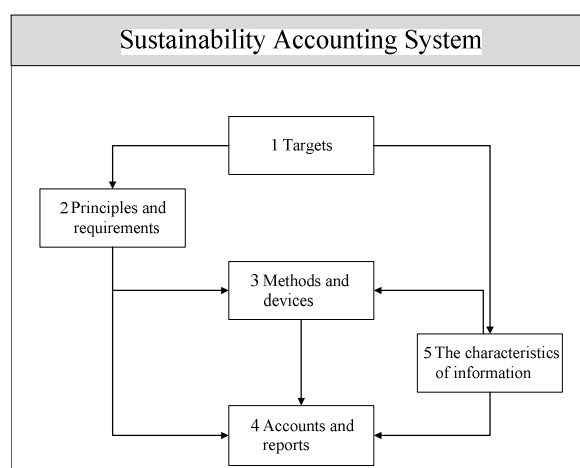 Sustainability Accounting System
1 Targets
2 Principles and
requirements
3 Methods and
devices
5 The characteristics
of information
4 Accounts and
reports